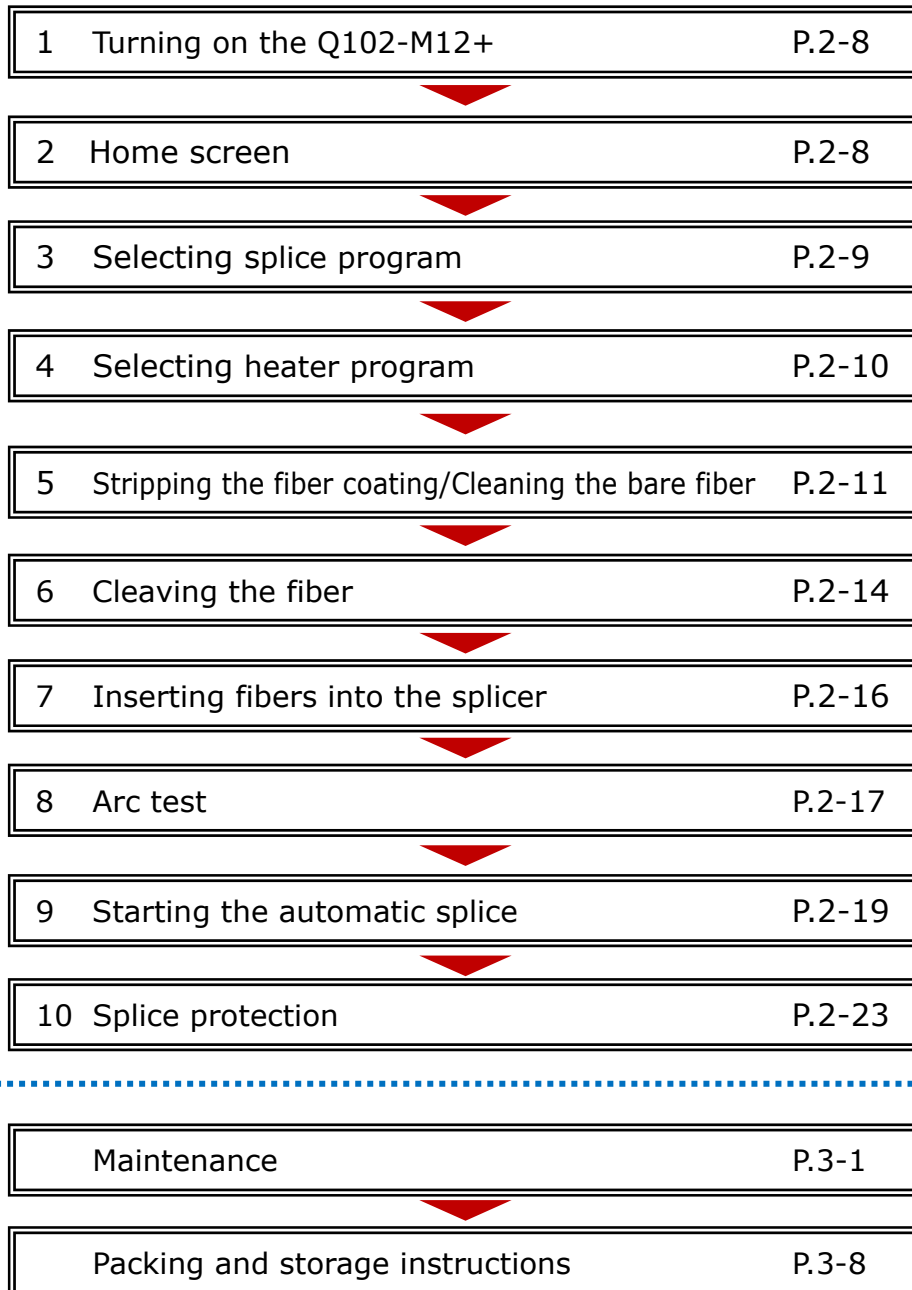 1 Turning on the Q102-M12+ P.2-8
2 Home screen P.2-8
3 Selecting splice program P.2-9
4 Selecting heater program P.2-10
5 Stripping the fiber coating/Cleaning the bare fiber P.2-11
6 Cleaving the fiber P.2-14
7 Inserting fibers into the splicer P.2-16
8 Arc test P.2-17
9 Starting the automatic splice P.2-19
10 Splice protection P.2-23
Maintenance P.3-1
Packing and storage instructions P.3-8